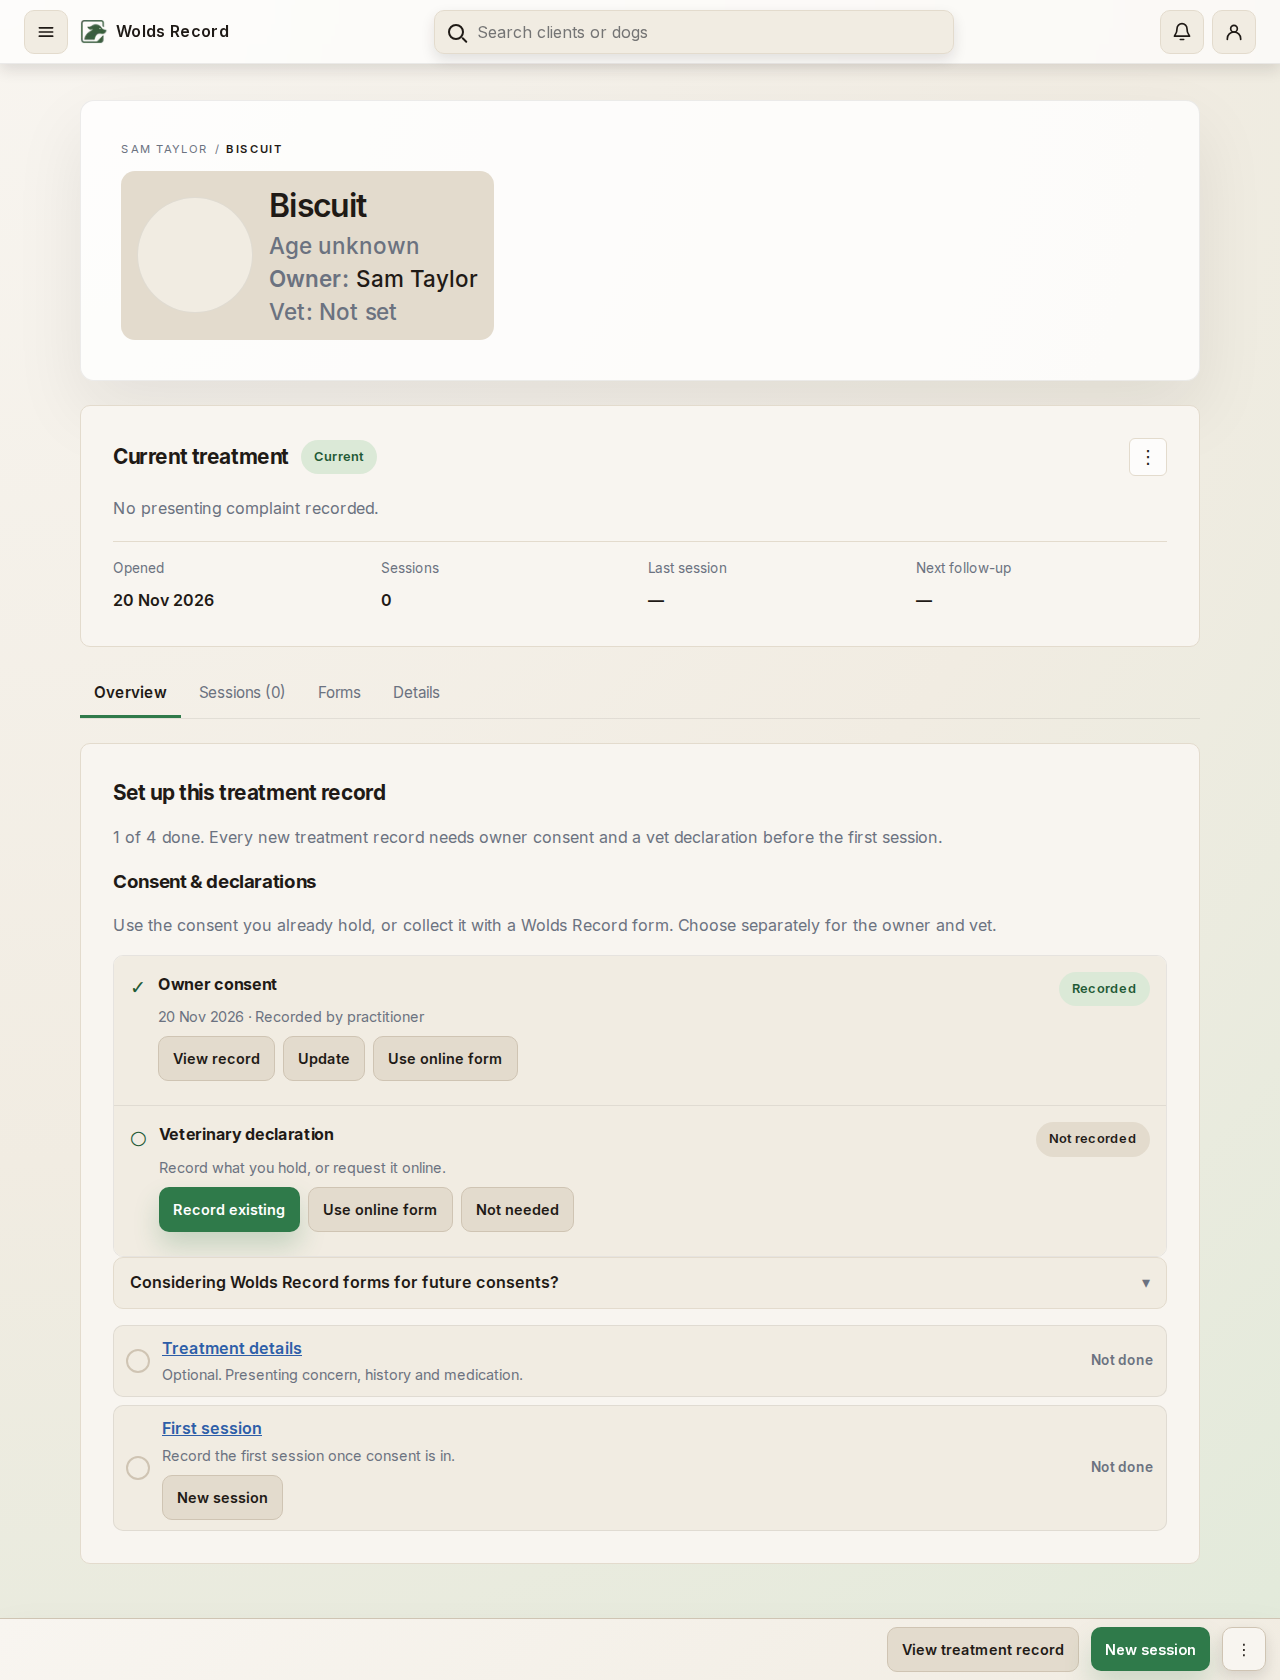 Wolds Record
Search clients or dogs
SAM TAYLOR / BISCUIT
Biscuit
Age unknown
Owner: Sam Taylor
Vet: Not set
Current treatment
Current
No presenting complaint recorded.
Opened
20 Nov 2026
Sessions
0
Last session
—
Next follow-up
—
Overview
Sessions (0)
Forms
Details
Set up this treatment record
1 of 4 done. Every new treatment record needs owner consent and a vet declaration before the first session.
Consent & declarations
Use the consent you already hold, or collect it with a Wolds Record form. Choose separately for the owner and vet.
Owner consent
Recorded
20 Nov 2026 · Recorded by practitioner
View record
Update
Use online form
Veterinary declaration
Not recorded
Record what you hold, or request it online.
Record existing
Use online form
Not needed
Considering Wolds Record forms for future consents?
Treatment details
Optional. Presenting concern, history and medication.
Not done
First session
Record the first session once consent is in.
Not done
New session
View treatment record
New session